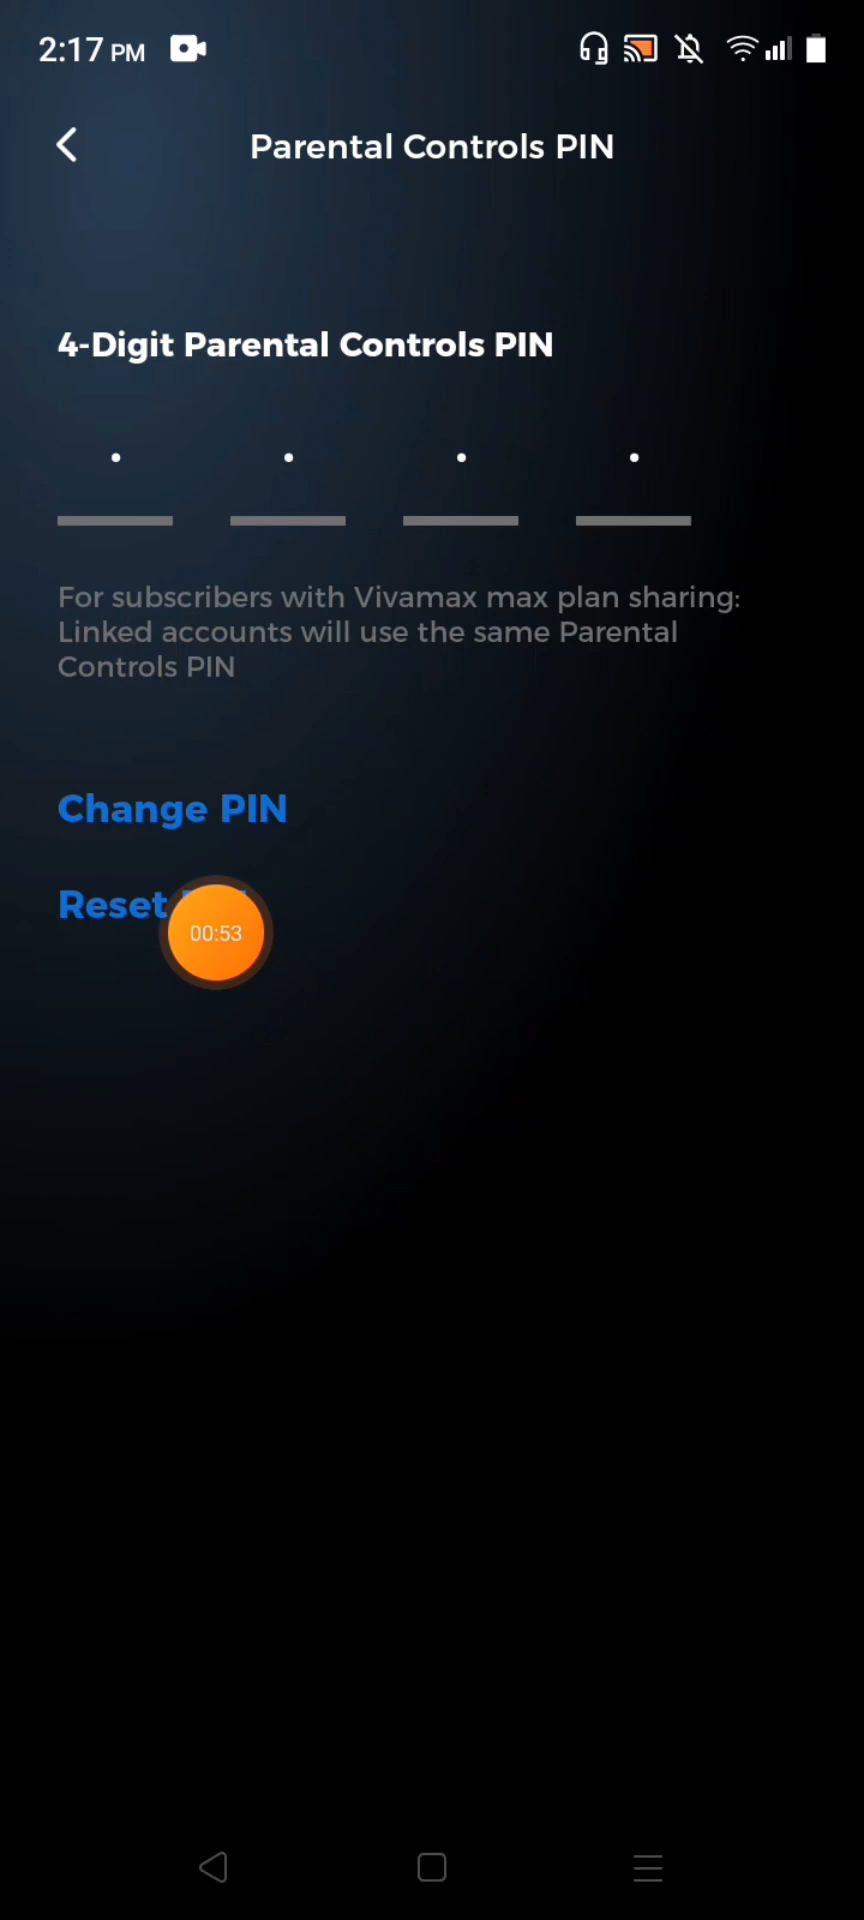 2:17 PM
Parental Controls PIN
4-Digit Parental Controls PIN
For subscribers with Vivamax max plan sharing:
Linked accounts will use the same Parental
Controls PIN
Change PIN
Reset
00:53